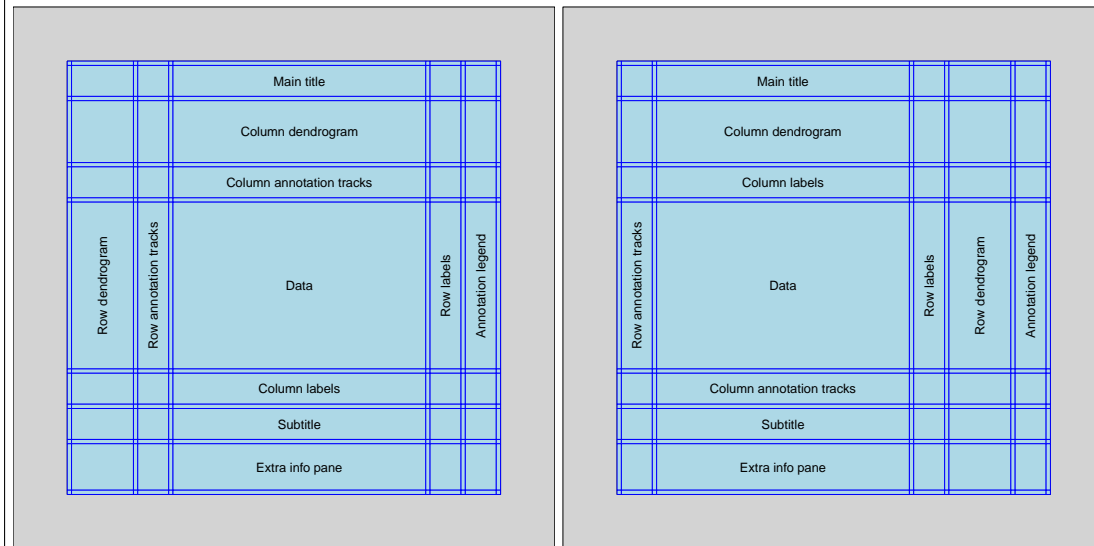 Main title
Column dendrogram
Column annotation tracks
Row dendrogram
Row annotation tracks
Data
Row labels
Annotation legend
Column labels
Subtitle
Extra info pane
Main title
Column dendrogram
Column labels
Row annotation tracks
Data
Row labels
Row dendrogram
Annotation legend
Column annotation tracks
Subtitle
Extra info pane